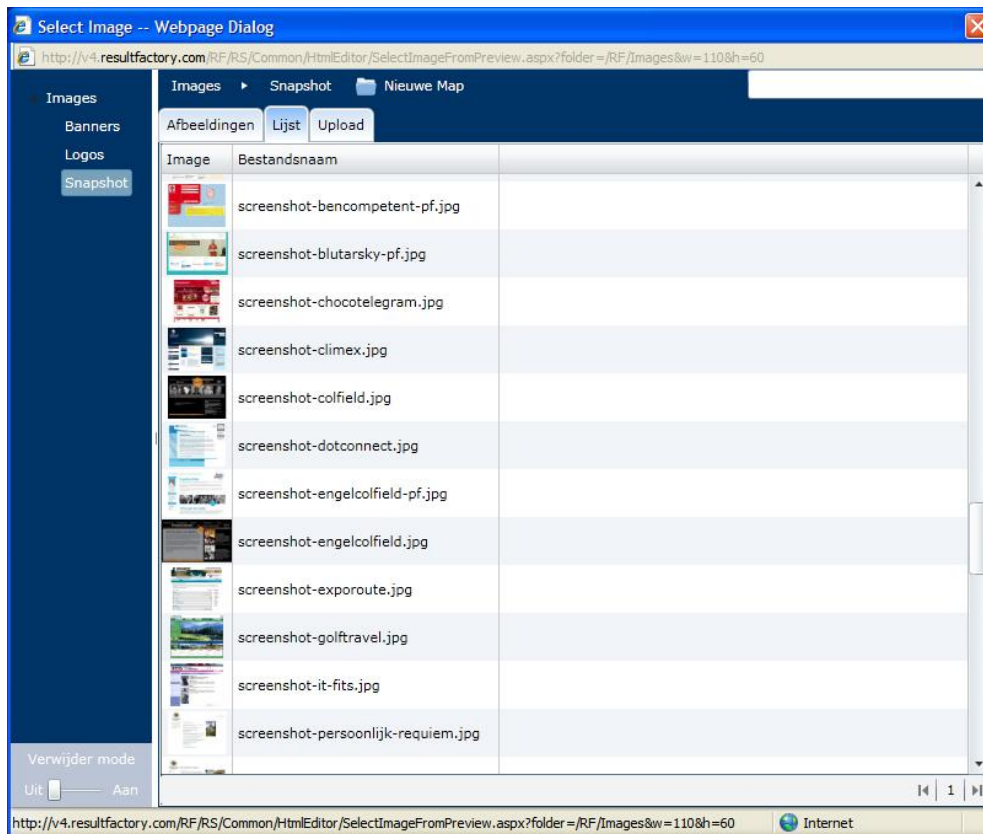 Select Image -- Webpage Dialog
http://v4.resultfactory.com/RF/RS/Common/HtmlEditor/SelectImageFromPreview.aspx?folder=/RF/Images&w=110&h=60
Images
Banners
Logos
Snapshot
Images Snapshot Nieuwe Map
Afbeeldingen Lijst Upload
Image Bestandsnaam
screenshot-bencompetent-pf.jpg
screenshot-blutarsky-pf.jpg
screenshot-chocotelegram.jpg
screenshot-climex.jpg
screenshot-colfield.jpg
screenshot-dotconnect.jpg
screenshot-engelcolfield-pf.jpg
screenshot-engelcolfield.jpg
screenshot-exporoute.jpg
screenshot-golftravel.jpg
screenshot-it-fits.jpg
screenshot-persoonlijk-requiem.jpg
Verwijder mode
Uit Aan
1
http://v4.resultfactory.com/RF/RS/Common/HtmlEditor/SelectImageFromPreview.aspx?folder=/RF/Images&w=110&h=60 Internet